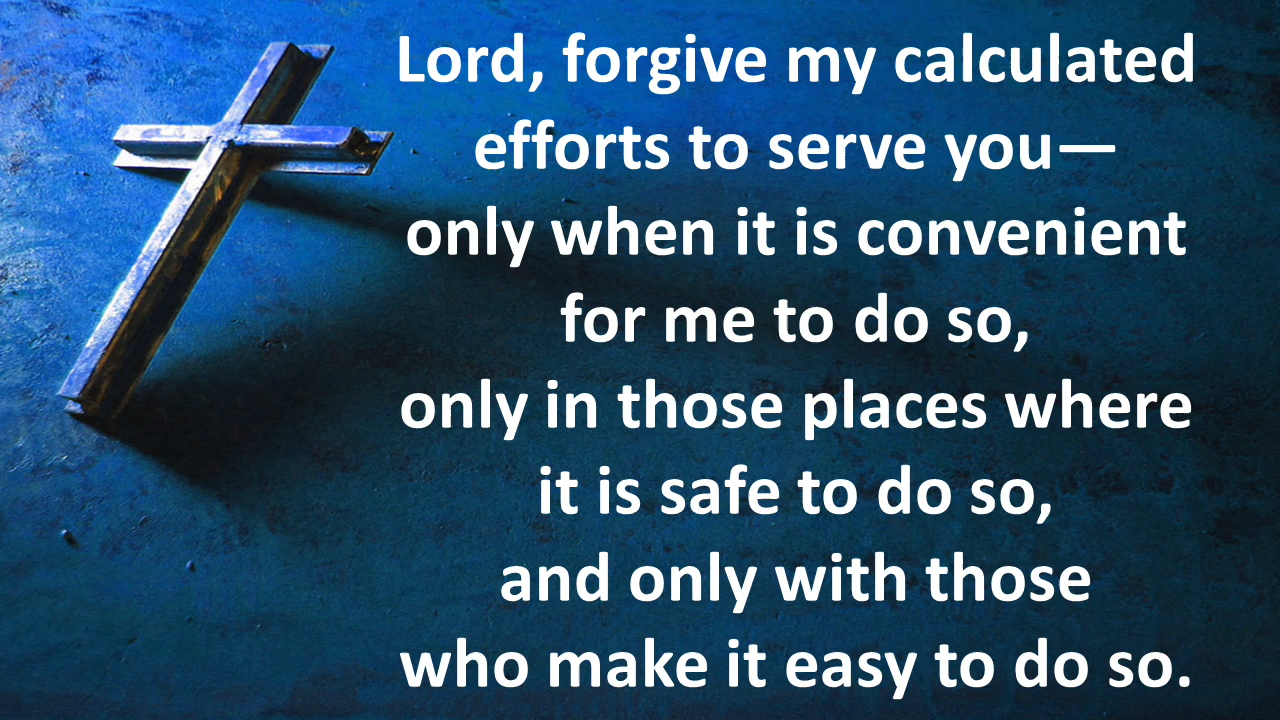 Lord, forgive my calculated
efforts to serve you—
only when it is convenient
for me to do so,
only in those places where
it is safe to do so,
and only with those
who make it easy to do so.